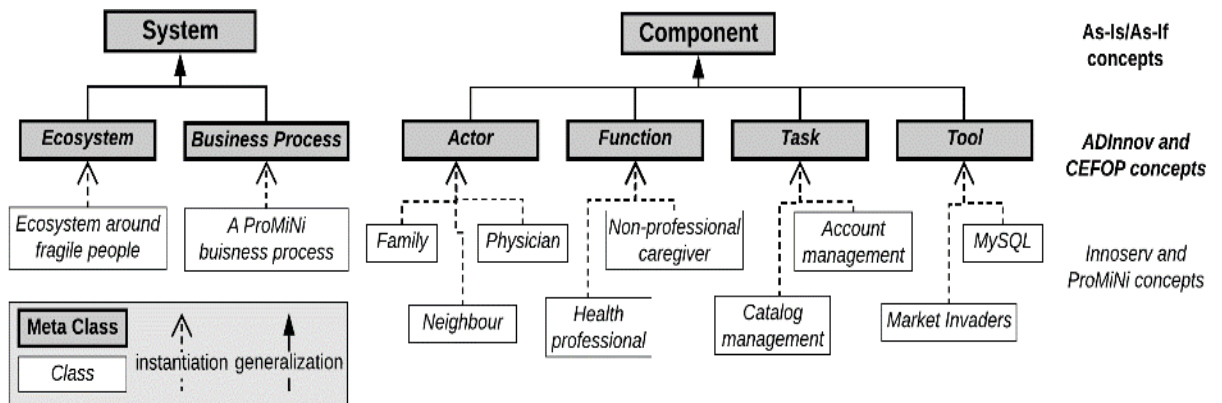 System
Component
As-Is/As-If
concepts
Ecosystem
Business Process
Actor
Function
Task
Tool
ADInnov and
CEFOP concepts
Ecosystem around
fragile people
A ProMiNi
buisness process
Family
Physician
Non-professional
caregiver
Account
management
MySQL
Innoserv and
ProMiNi concepts
Neighbour
Health
professional
Catalog
management
Market Invaders
Meta Class
Class
instantiation
generalization